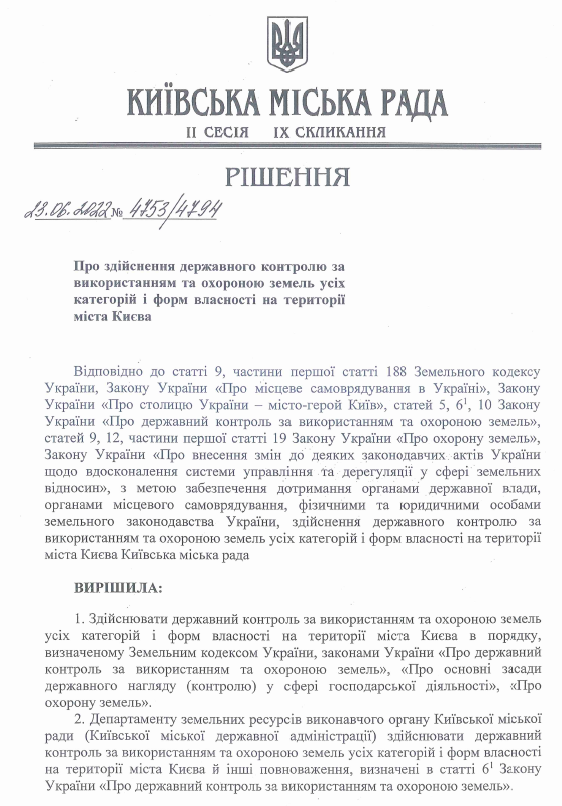 КИЇВСЬКА МІСЬКА РАДА
II СЕСІЯ IX СКЛИКАННЯ
РІШЕННЯ
23.06.2022 № 4753/4794
Про здійснення державного контролю за
використанням та охороною земель усіх
категорій і форм власності на території
міста Києва
Відповідно до статті 9, частини першої статті 188 Земельного кодексу
України, Закону України «Про місцеве самоврядування в Україні», Закону
України «Про столицю України – місто-герой Київ», статей 5, 6¹, 10 Закону
України «Про державний контроль за використанням та охороною земель»,
статей 9, 12, частини першої статті 19 Закону України «Про охорону земель»,
Закону України «Про внесення змін до деяких законодавчих актів України
щодо вдосконалення системи управління та дерегуляції у сфері земельних
відносин», з метою забезпечення дотримання органами державної влади,
органами місцевого самоврядування, фізичними та юридичними особами
земельного законодавства України, здійснення державного контролю за
використанням та охороною земель усіх категорій і форм власності на території
міста Києва Київська міська рада
ВИРІШИЛА:
1. Здійснювати державний контроль за використанням та охороною земель
усіх категорій і форм власності на території міста Києва в порядку,
визначеному Земельним кодексом України, законами України «Про державний
контроль за використанням та охороною земель», «Про основні засади
державного нагляду (контролю) у сфері господарської діяльності», «Про
охорону земель».
2. Департаменту земельних ресурсів виконавчого органу Київської міської
ради (Київської міської державної адміністрації) здійснювати державний
контроль за використанням та охороною земель усіх категорій і форм власності
на території міста Києва й інші повноваження, визначені в статті 6¹ Закону
України «Про державний контроль за використанням та охороною земель».